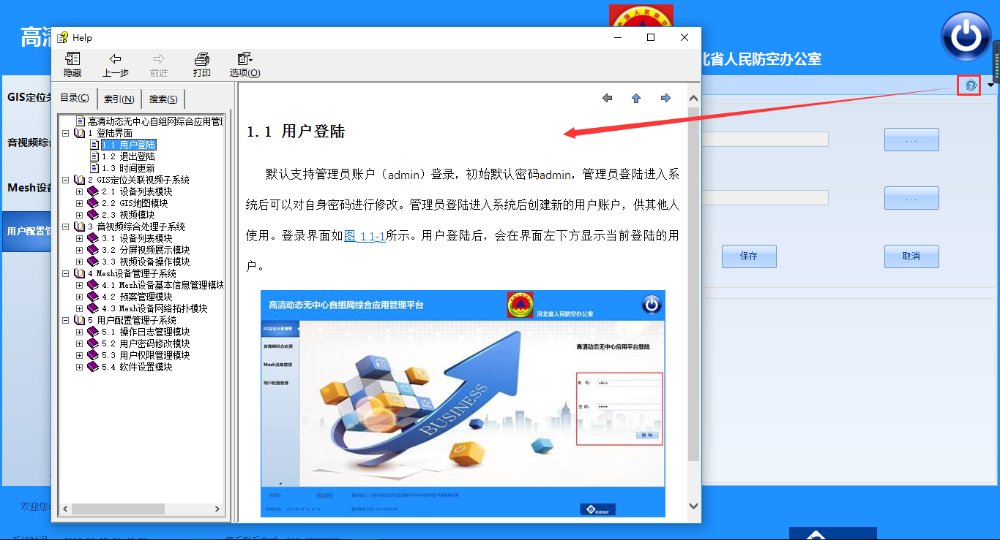 高清
中国人民防空
河北省人民防空办公室
Help
隐藏
上一步
前进
打印
选项(O)
目录(C)
索引(N)
搜索(S)
高清动态无中心自组网综合应用管
1 登陆界面
1.1 用户登陆
1.2 退出登陆
1.3 时间更新
2 GIS定位关联视频子系统
2.1 设备列表模块
2.2 GIS地图模块
2.3 视频模块
3 音视频综合处理子系统
3.1 设备列表模块
3.2 分屏视频展示模块
3.3 视频设备操作模块
4 Mesh设备管理子系统
4.1 Mesh设备基本信息管理模块
4.2 预案管理模块
4.3 Mesh设备网络拓扑模块
5 用户配置管理子系统
5.1 操作日志管理模块
5.2 用户密码修改模块
5.3 用户权限管理模块
5.4 软件设置模块
GIS定位关
音视频综
Mesh设备
用户配置管
1.1 用户登陆
默认支持管理员账户（admin）登录，初始默认密码admin，管理员登陆进入系
统后可以对自身密码进行修改。管理员登陆进入系统后创建新的用户账户，供其他人
使用。登录界面如图 1.1-1所示。用户登陆后，会在界面左下方显示当前登陆的用
户。
高清动态无中心自组网综合应用管理平台
河北省人民防空办公室
GIS定位关联视频
音视频综合处理
Mesh设备管理
用户配置管理
高清动态无中心应用平台登陆
账 号： admin
密 码： *****
登 陆
BUSINESS
...
...
保存
取消
欢迎您: